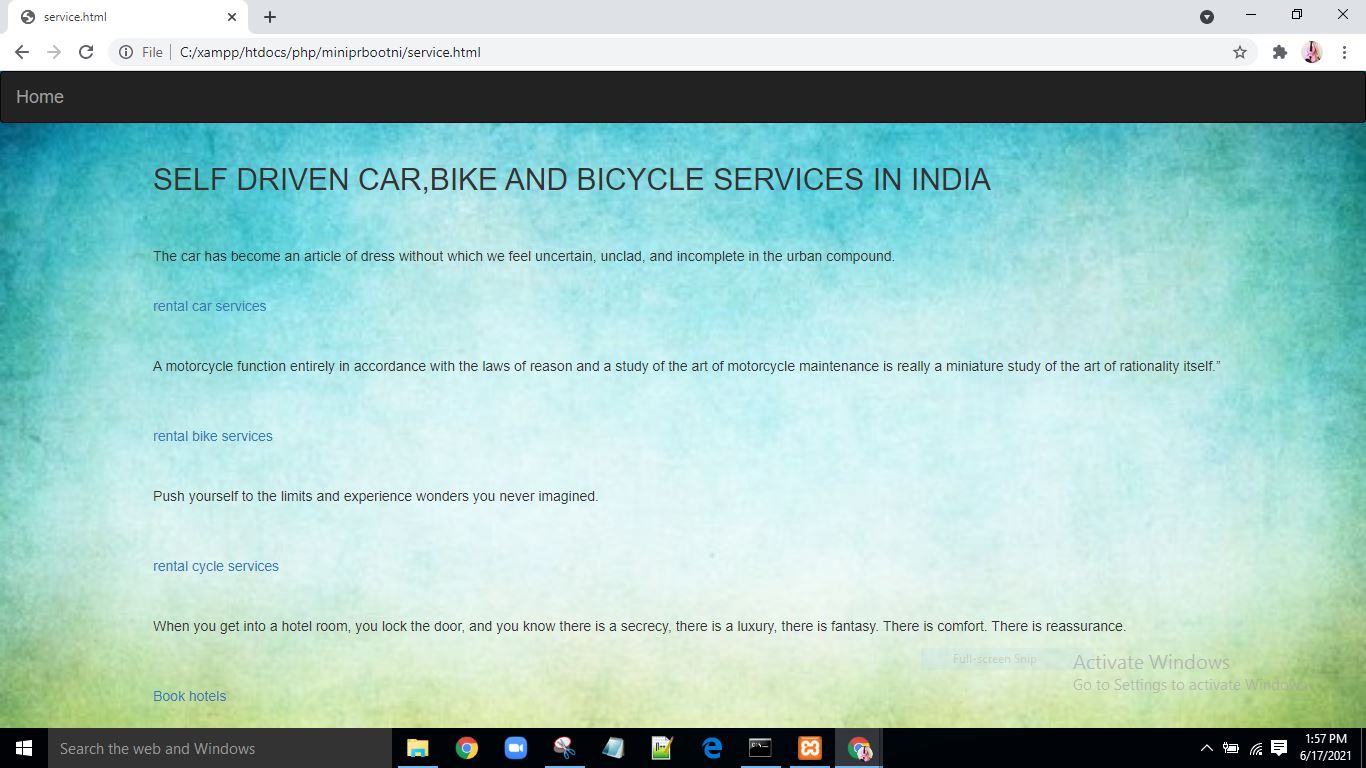 service.html
File
C:/xampp/htdocs/php/miniprbootni/service.html
Home
SELF DRIVEN CAR,BIKE AND BICYCLE SERVICES IN INDIA
The car has become an article of dress without which we feel uncertain, unclad, and incomplete in the urban compound.
rental car services
A motorcycle function entirely in accordance with the laws of reason and a study of the art of motorcycle maintenance is really a miniature study of the art of rationality itself.”
rental bike services
Push yourself to the limits and experience wonders you never imagined.
rental cycle services
When you get into a hotel room, you lock the door, and you know there is a secrecy, there is a luxury, there is fantasy. There is comfort. There is reassurance.
Full-screen Snip
Activate Windows
Go to Settings to activate Windows.
Book hotels
Search the web and Windows
1:57 PM
6/17/2021